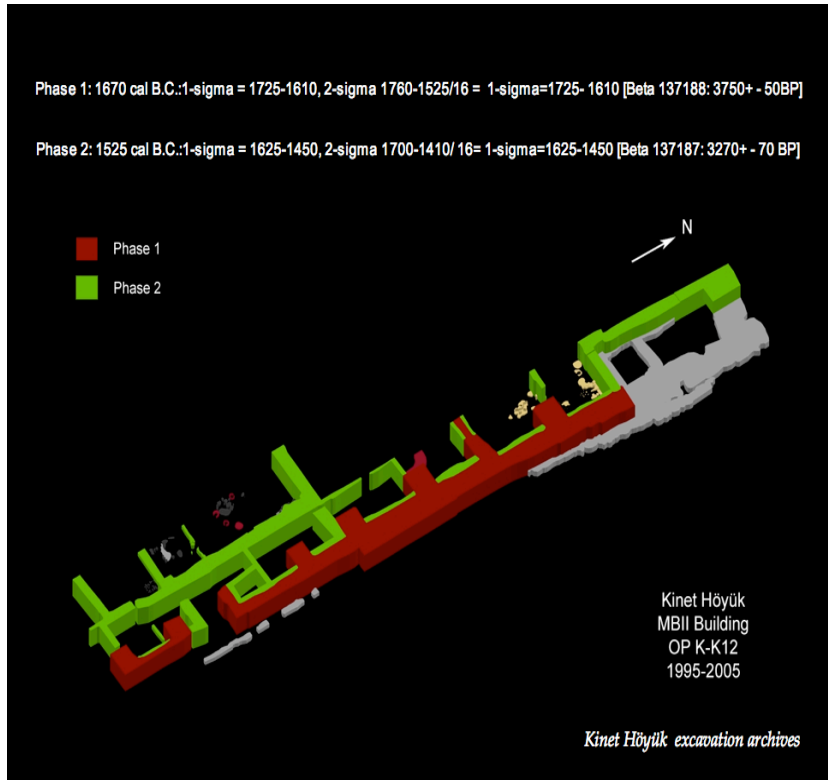 Phase 1: 1670 cal B.C.:1-sigma = 1725-1610, 2-sigma 1760-1525/16 = 1-sigma=1725- 1610 [Beta 137188: 3750+ - 50BP]
Phase 2: 1525 cal B.C.:1-sigma = 1625-1450, 2-sigma 1700-1410/ 16= 1-sigma=1625-1450 [Beta 137187: 3270+ - 70 BP]
N
Phase 1
Phase 2
Kinet Höyük
MBII Building
OP K-K12
1995-2005
Kinet Höyük excavation archives